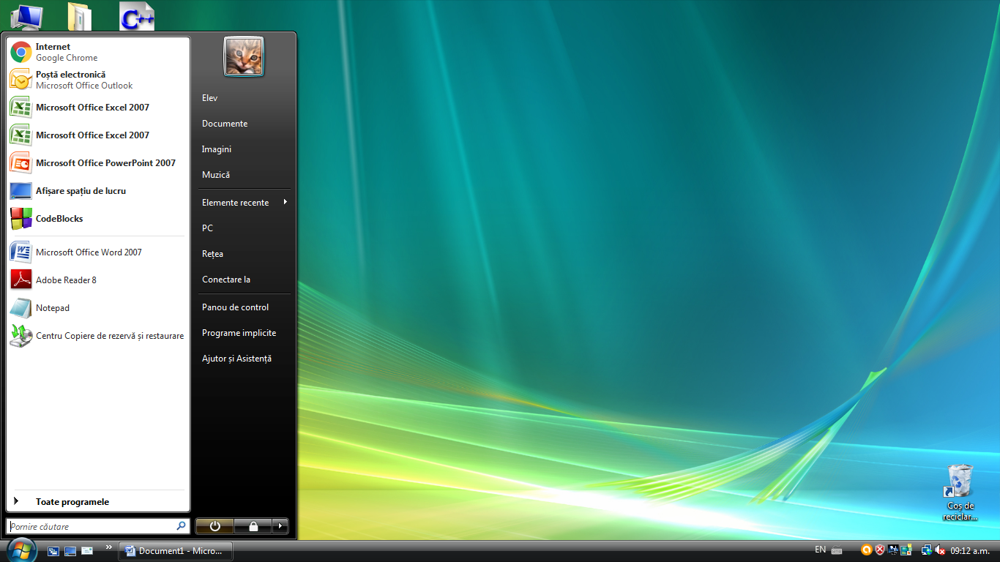 C++
Internet
Google Chrome
Poștă electronică
Microsoft Office Outlook
Microsoft Office Excel 2007
Microsoft Office Excel 2007
Microsoft Office PowerPoint 2007
Afișare spațiu de lucru
CodeBlocks
Microsoft Office Word 2007
Adobe Reader 8
Notepad
Centru Copiere de rezervă și restaurare
Toate programele
Pornire căutare
Elev
Documente
Imagini
Muzică
Elemente recente
PC
Rețea
Conectare la
Panou de control
Programe implicite
Ajutor și Asistență
Coș de
reciclar...
Document1 - Micro...
EN
09:12 a.m.